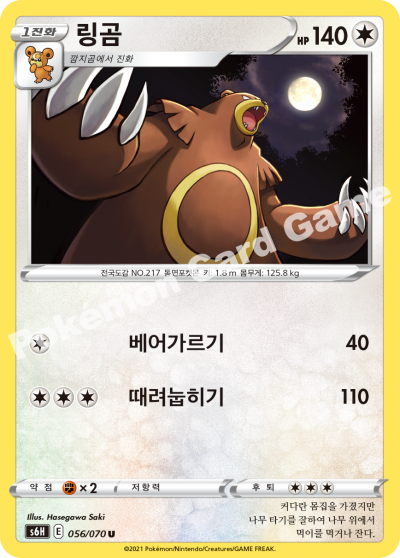 1진화 링곰 HP 140
깜지곰에서 진화
전국도감 NO.217 동면포켓몬 키: 1.8 m 몸무게: 125.8 kg
Pokémon Card Game
베어가르기 40
때려눕히기 110
약점 ×2 저항력 후퇴
Illus. Hasegawa Saki
s6H E 056/070 U
커다란 몸집을 가졌지만
나무 타기를 잘하여 나무 위에서
먹이를 먹거나 잔다.
©2021 Pokémon/Nintendo/Creatures/GAME FREAK.